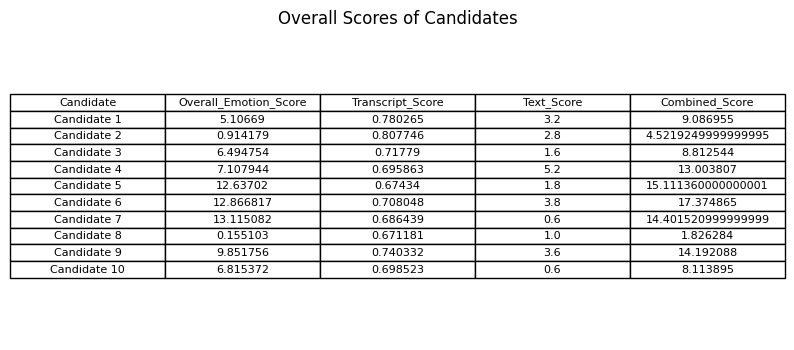 Overall Scores of Candidates
Candidate Overall_Emotion_Score Transcript_Score Text_Score Combined_Score
Candidate 1 5.10669 0.780265 3.2 9.086955
Candidate 2 0.914179 0.807746 2.8 4.5219249999999995
Candidate 3 6.494754 0.71779 1.6 8.812544
Candidate 4 7.107944 0.695863 5.2 13.003807
Candidate 5 12.63702 0.67434 1.8 15.111360000000001
Candidate 6 12.866817 0.708048 3.8 17.374865
Candidate 7 13.115082 0.686439 0.6 14.401520999999999
Candidate 8 0.155103 0.671181 1.0 1.826284
Candidate 9 9.851756 0.740332 3.6 14.192088
Candidate 10 6.815372 0.698523 0.6 8.113895